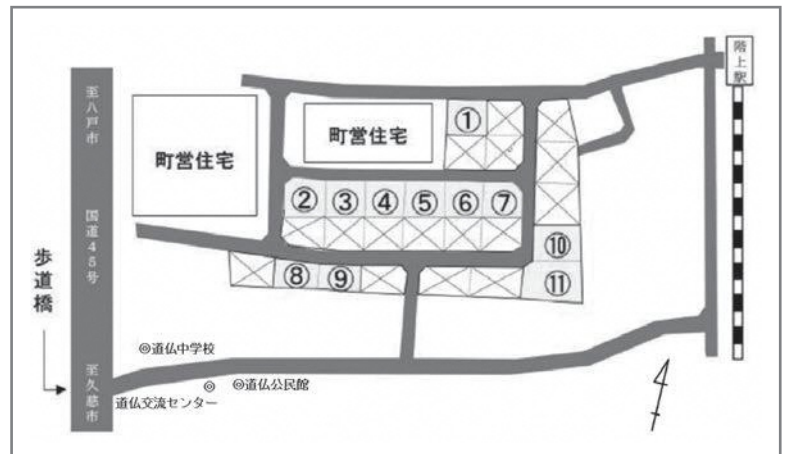 至八戸市
国道45号
至久慈市
歩道橋
町営住宅
町営住宅
①
②
③
④
⑤
⑥
⑦
⑧
⑨
⑩
⑪
階上駅
◎道仏中学校
◎道仏公民館
◎
道仏交流センター